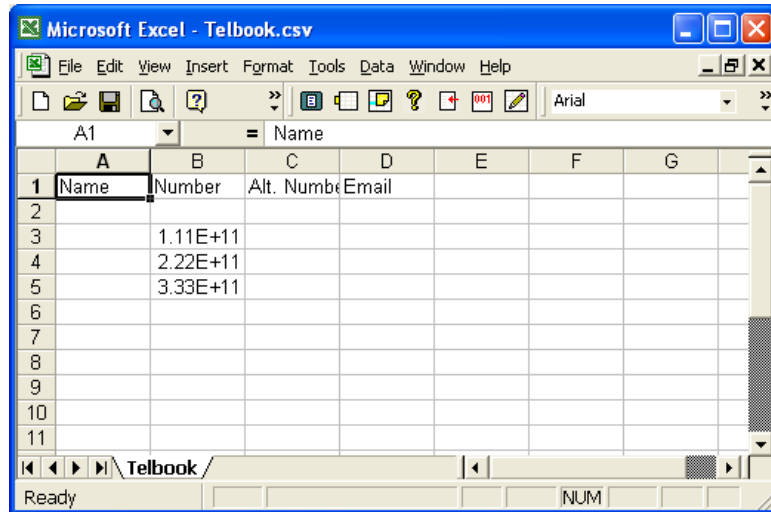 Microsoft Excel - Telbook.csv
File Edit View Insert Format Tools Data Window Help
001 Arial
A1 = Name
A B C D E F G
1 Name Number Alt. Numbe Email
2
3 1.11E+11
4 2.22E+11
5 3.33E+11
6
7
8
9
10
11
Telbook
Ready NUM